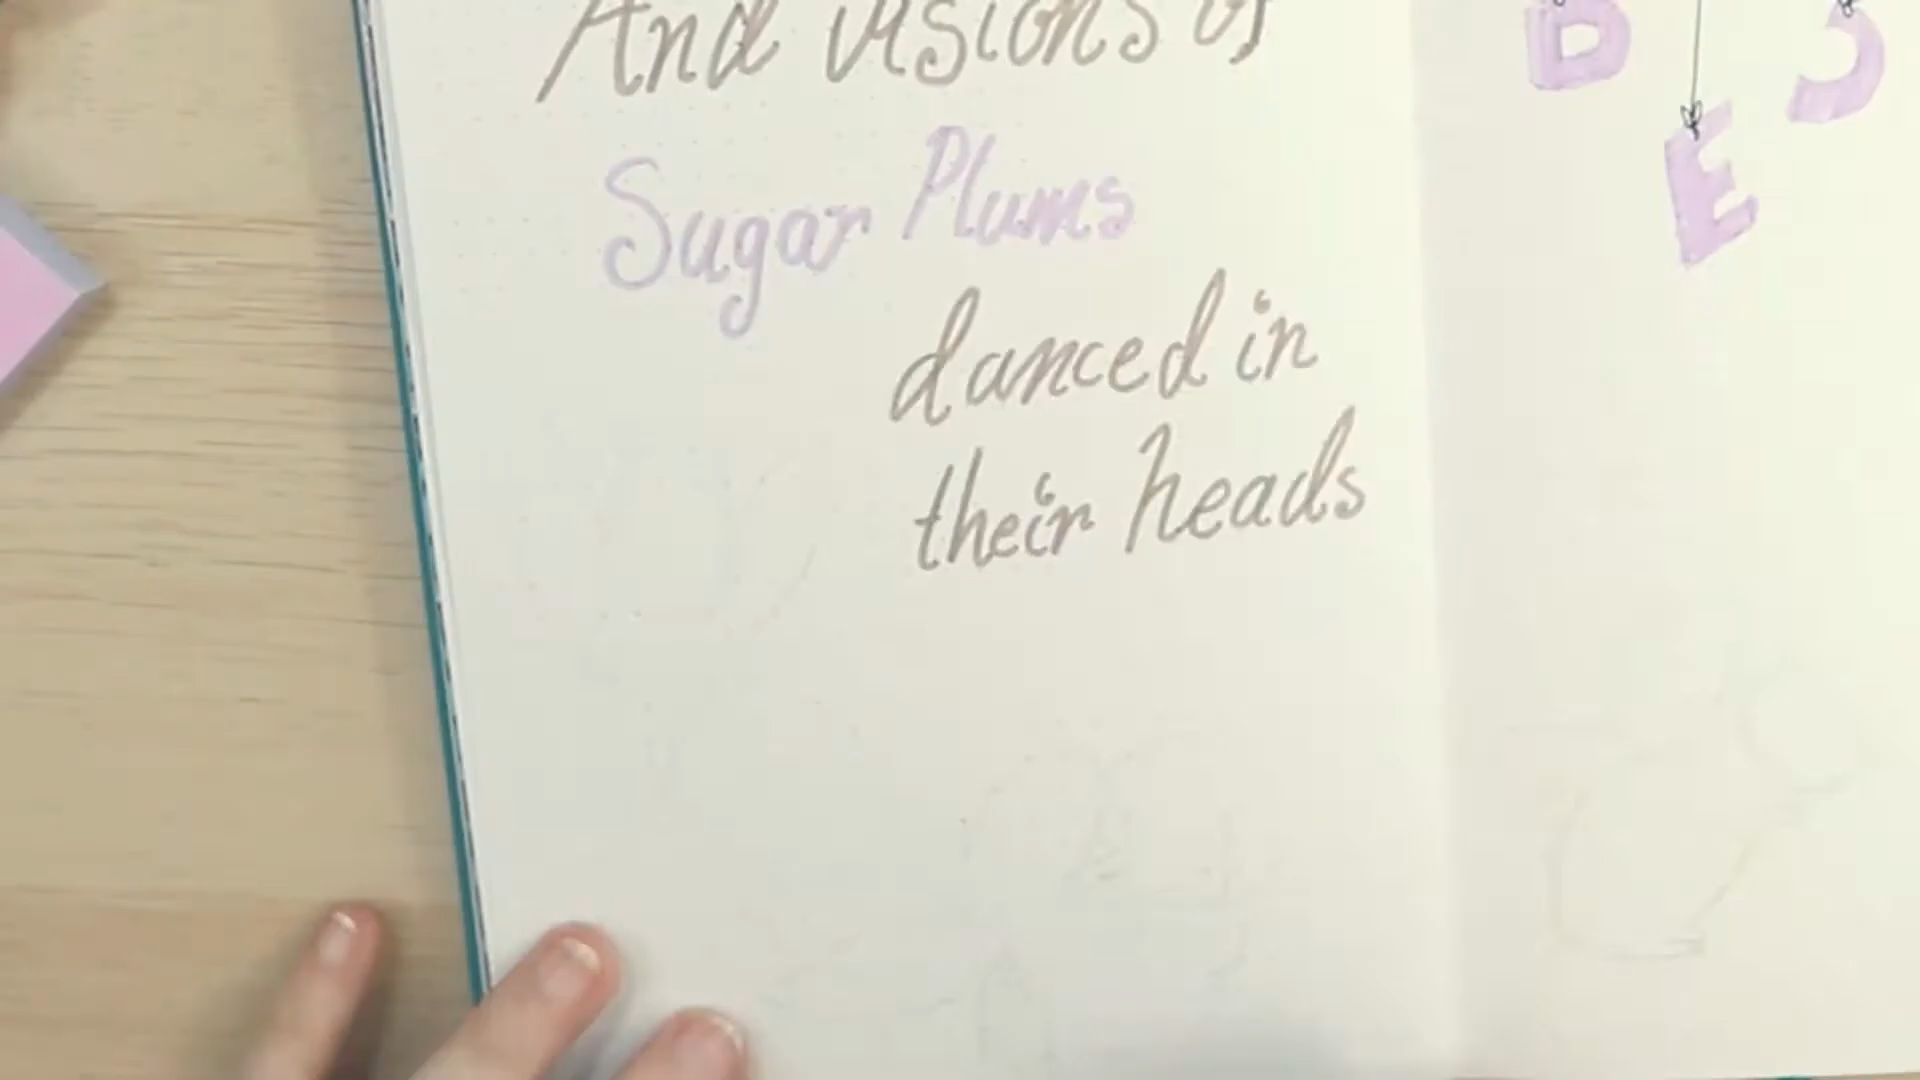 And visions of
Sugar Plums
danced in
their heads
B
S
E